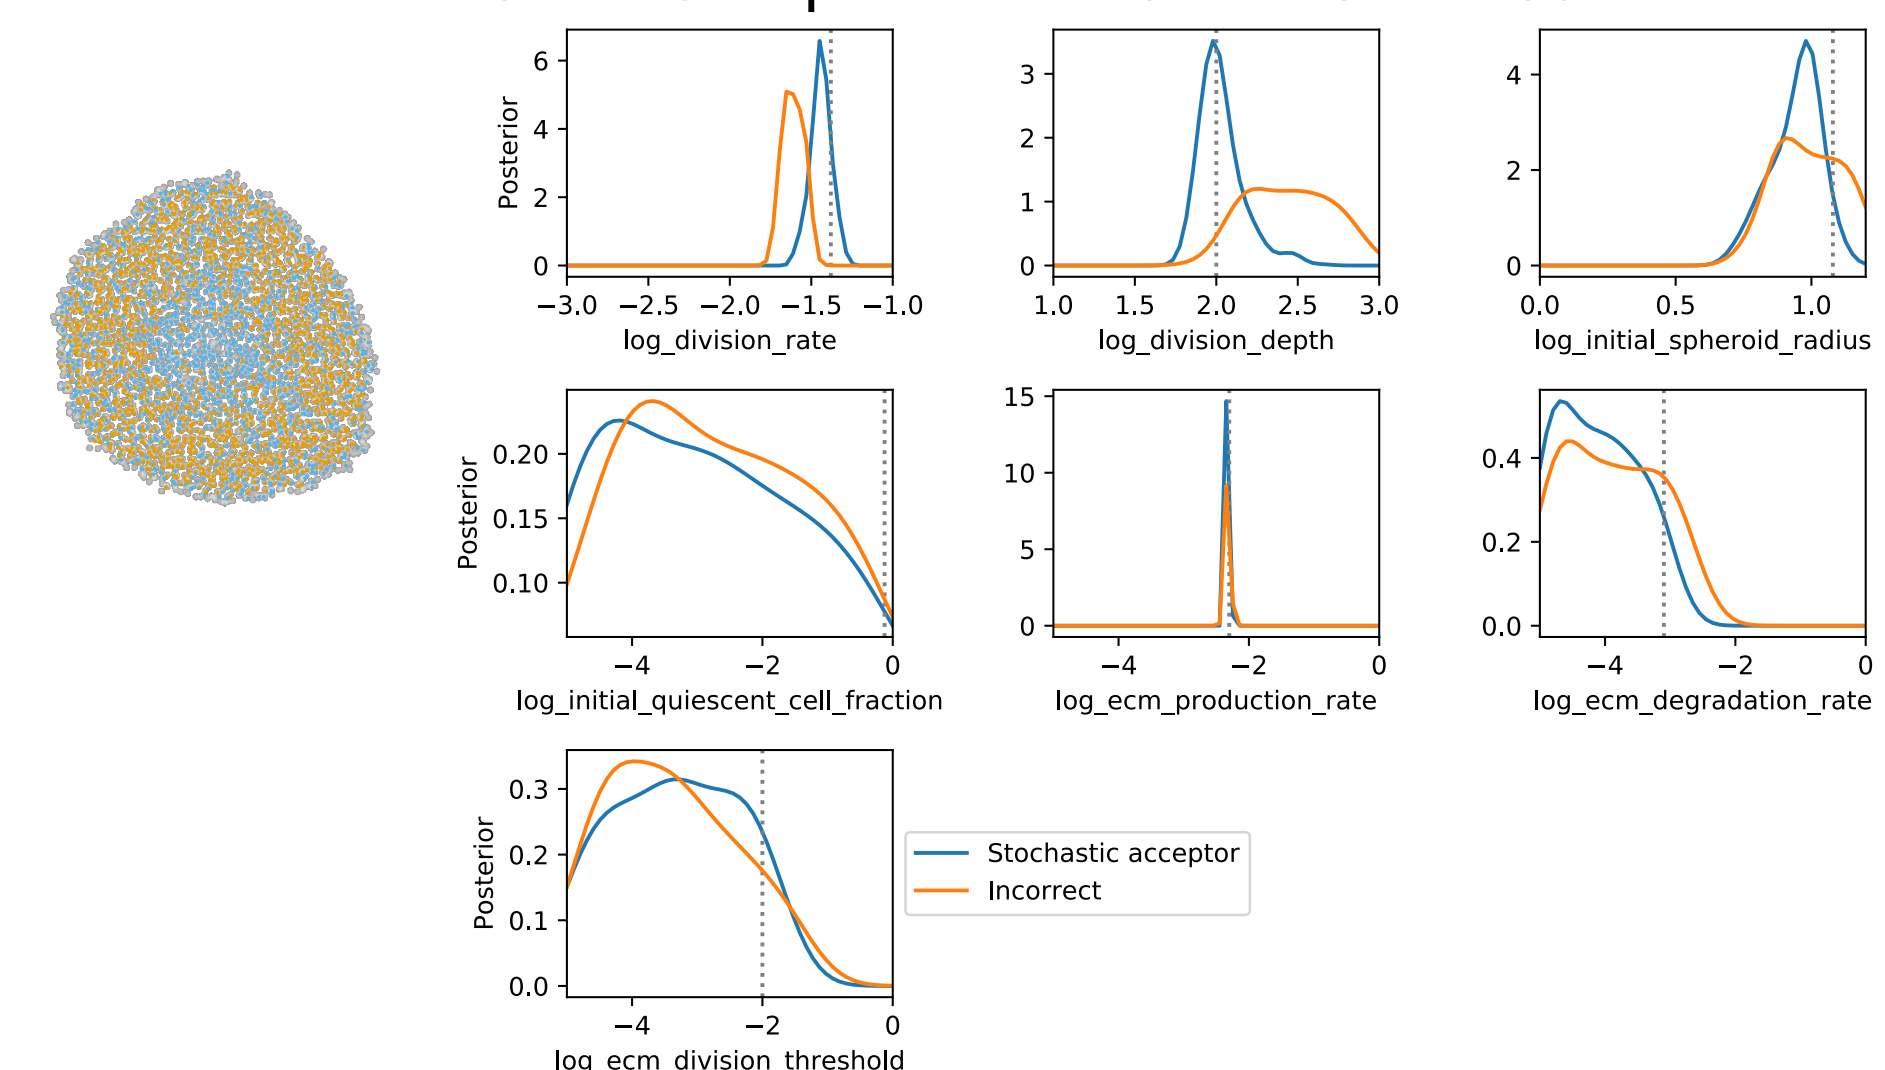 Posterior
6
4
2
0
−3.0 −2.5 −2.0 −1.5 −1.0
log_division_rate
3
2
1
0
1.0 1.5 2.0 2.5 3.0
log_division_depth
4
2
0
0.0 0.5 1.0
log_initial_spheroid_radius
Posterior
0.20
0.15
0.10
−4 −2 0
log_initial_quiescent_cell_fraction
15
10
5
0
−4 −2 0
log_ecm_production_rate
0.4
0.2
0.0
−4 −2 0
log_ecm_degradation_rate
Posterior
0.3
0.2
0.1
0.0
−4 −2 0
log_ecm_division_threshold
Stochastic acceptor
Incorrect